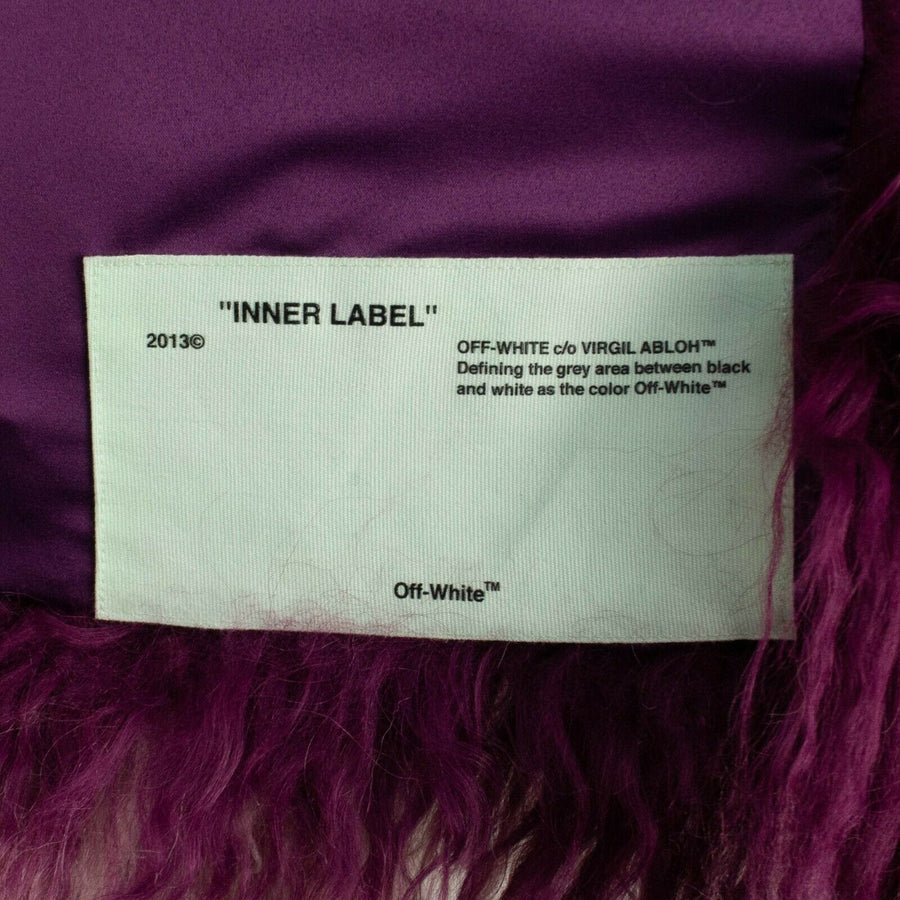 "INNER LABEL"
2013©
OFF-WHITE c/o VIRGIL ABLOH™
Defining the grey area between black
and white as the color Off-White™
Off-White™